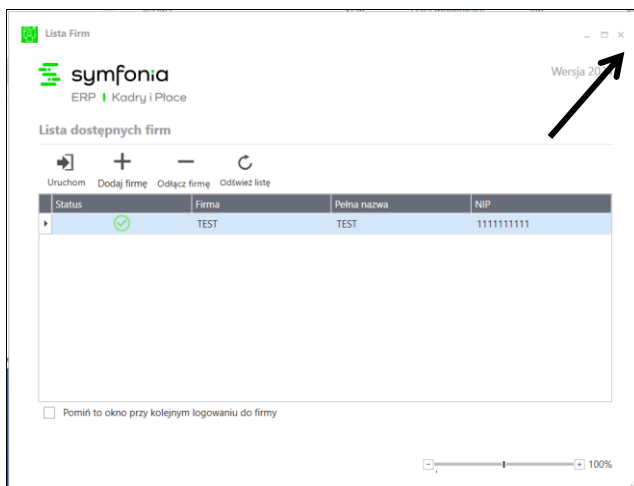 Lista Firm
symfonia
ERP | Kadry i Płace
Wersja
Lista dostępnych firm
Uruchom Dodaj firmę Odłącz firmę Odśwież listę
Status Firma Pełna nazwa NIP
TEST TEST 1111111111
Pomiń to okno przy kolejnym logowaniu do firmy
100%